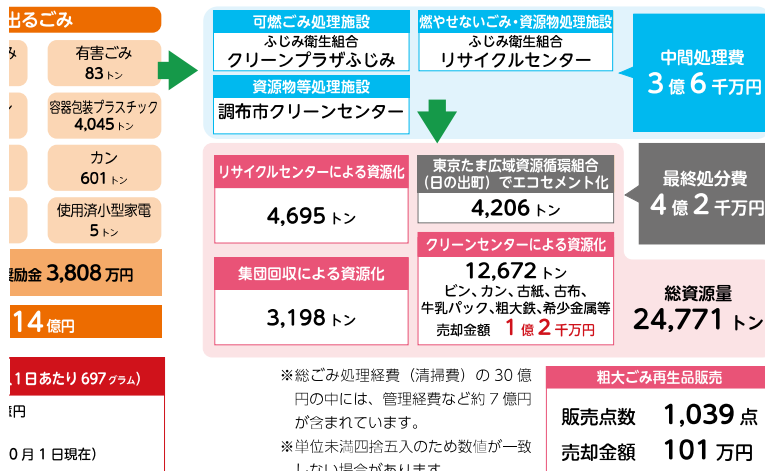 出るごみ
有害ごみ
83トン
容器包装プラスチック
4,045トン
カン
601トン
使用済小型家電
5トン
奨励金 3,808万円
14億円
1日あたり697グラム)
億円
0月1日現在)
可燃ごみ処理施設
ふじみ衛生組合
クリーンプラザふじみ
燃やせないごみ・資源物処理施設
ふじみ衛生組合
リサイクルセンター
資源物等処理施設
調布市クリーンセンター
中間処理費
3億6千万円
リサイクルセンターによる資源化
4,695トン
東京たま広域資源循環組合
(日の出町)でエコセメント化
4,206トン
最終処分費
4億2千万円
集団回収による資源化
3,198トン
クリーンセンターによる資源化
12,672トン
ビン、カン、古紙、古布、
牛乳パック、粗大鉄、希少金属等
売却金額 1億2千万円
総資源量
24,771トン
※総ごみ処理経費(清掃費)の30億
円の中には、管理経費など約7億円
が含まれています。
※単位未満四捨五入のため数値が一致
しない場合があります
粗大ごみ再生品販売
販売点数 1,039点
売却金額 101万円